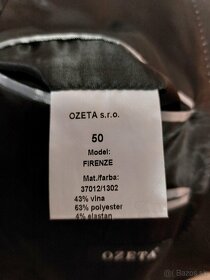 OZETA s.r.o.
50
Model:
FIRENZE
Mat./farba:
37012/1302
43% vlna
53% polyester
4% elastan
OZETA